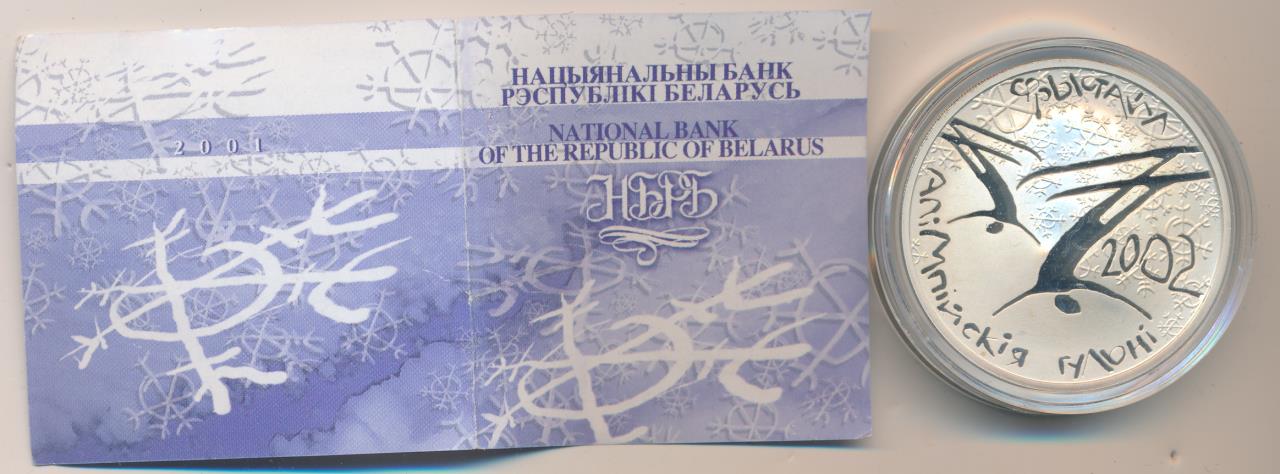 2001
НАЦЫЯНАЛЬНЫ БАНК
РЭСПУБЛІКІ БЕЛАРУСЬ
NATIONAL BANK
OF THE REPUBLIC OF BELARUS
НБРБ
фрыстайл
2002
алімпійскія гульні